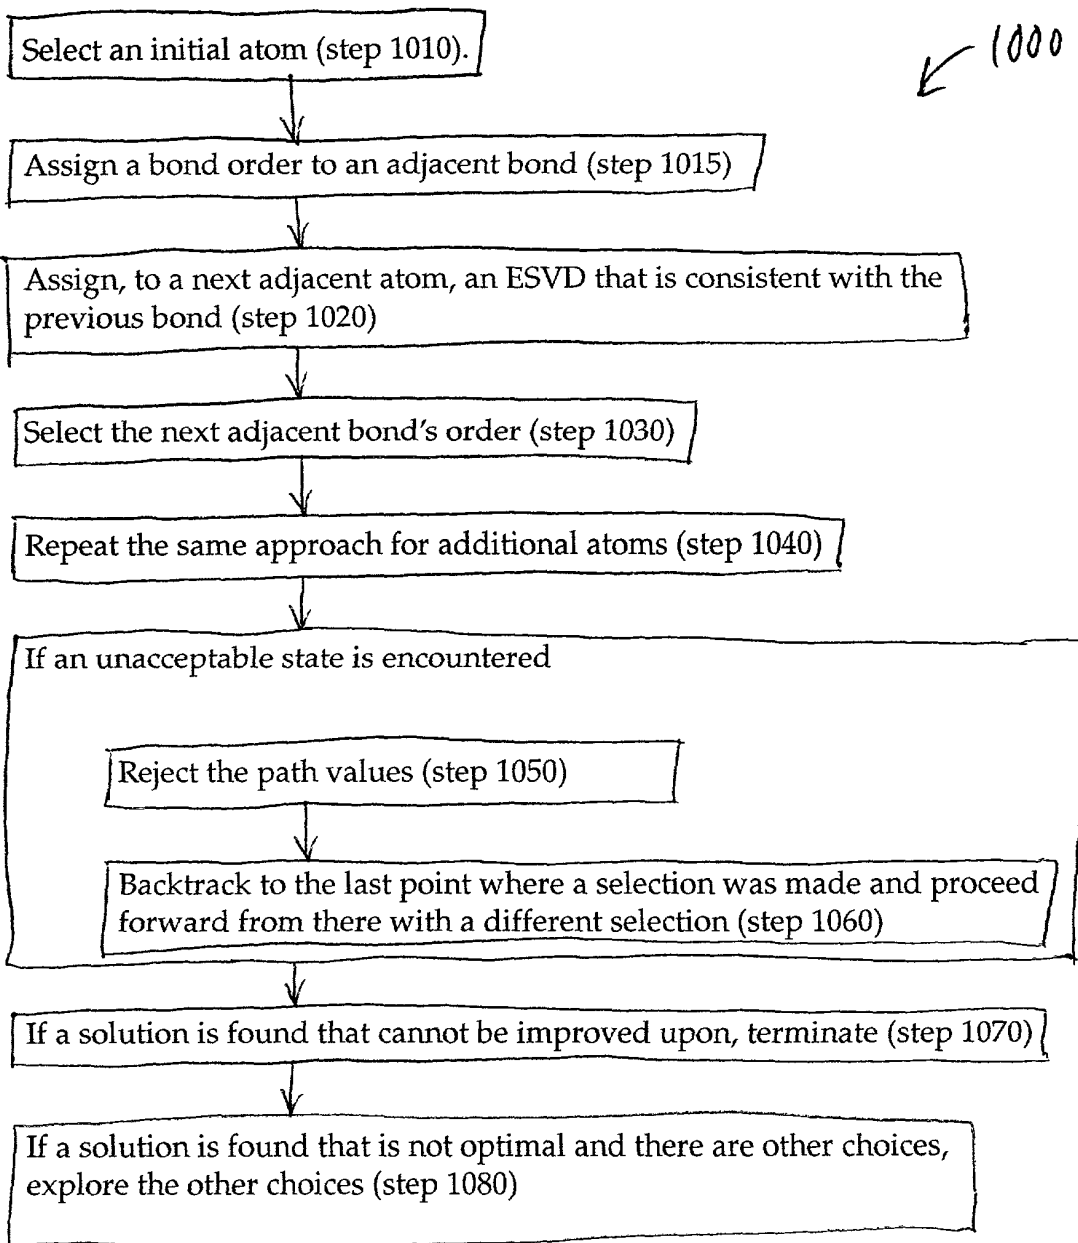 Select an initial atom (step 1010).
1000
Assign a bond order to an adjacent bond (step 1015)
Assign, to a next adjacent atom, an ESVD that is consistent with the
previous bond (step 1020)
Select the next adjacent bond's order (step 1030)
Repeat the same approach for additional atoms (step 1040)
If an unacceptable state is encountered
Reject the path values (step 1050)
Backtrack to the last point where a selection was made and proceed
forward from there with a different selection (step 1060)
If a solution is found that cannot be improved upon, terminate (step 1070)
If a solution is found that is not optimal and there are other choices,
explore the other choices (step 1080)